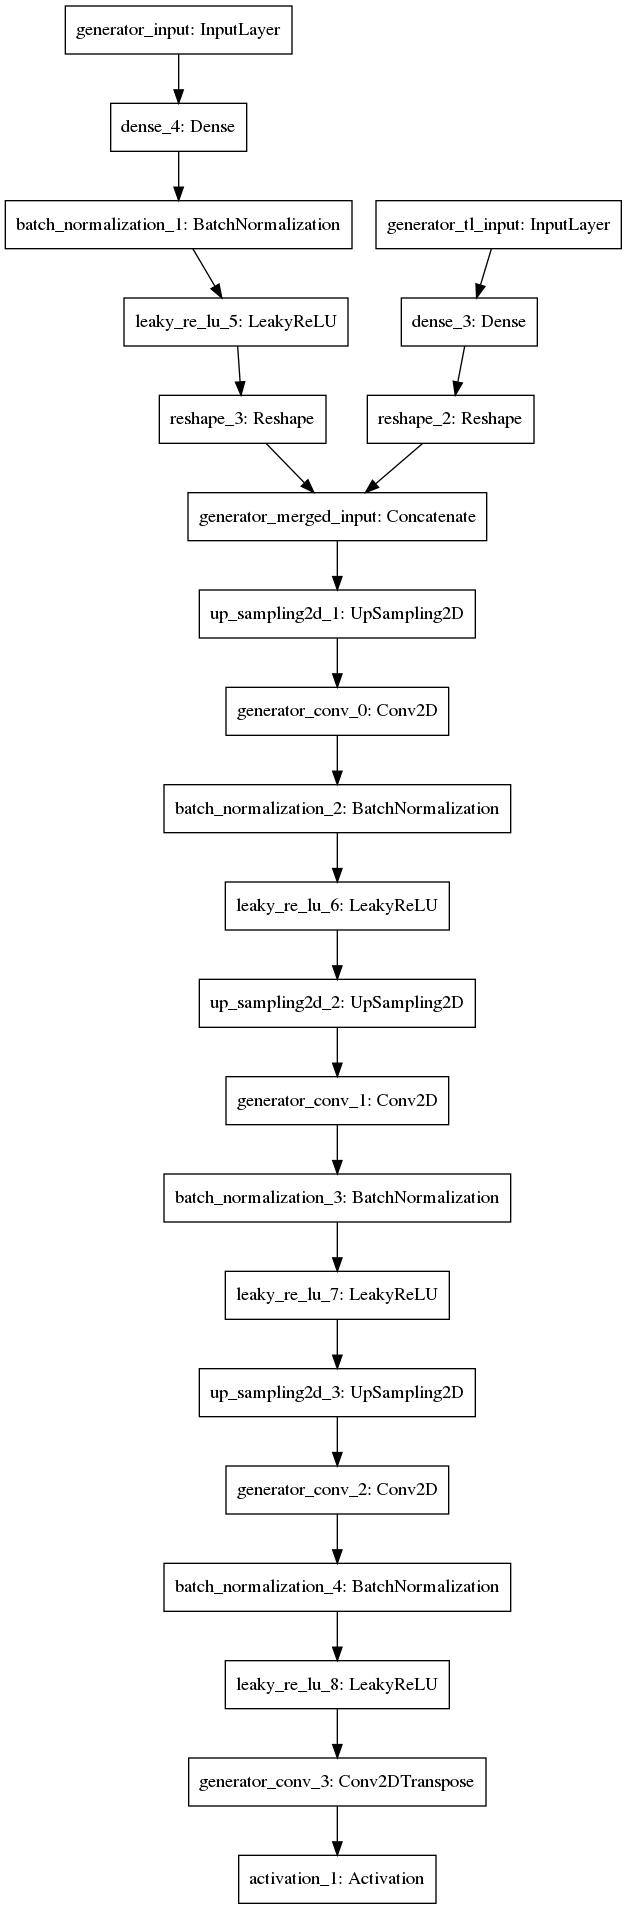 generator_input: InputLayer
dense_4: Dense
batch_normalization_1: BatchNormalization
generator_tl_input: InputLayer
leaky_re_lu_5: LeakyReLU
dense_3: Dense
reshape_3: Reshape
reshape_2: Reshape
generator_merged_input: Concatenate
up_sampling2d_1: UpSampling2D
generator_conv_0: Conv2D
batch_normalization_2: BatchNormalization
leaky_re_lu_6: LeakyReLU
up_sampling2d_2: UpSampling2D
generator_conv_1: Conv2D
batch_normalization_3: BatchNormalization
leaky_re_lu_7: LeakyReLU
up_sampling2d_3: UpSampling2D
generator_conv_2: Conv2D
batch_normalization_4: BatchNormalization
leaky_re_lu_8: LeakyReLU
generator_conv_3: Conv2DTranspose
activation_1: Activation